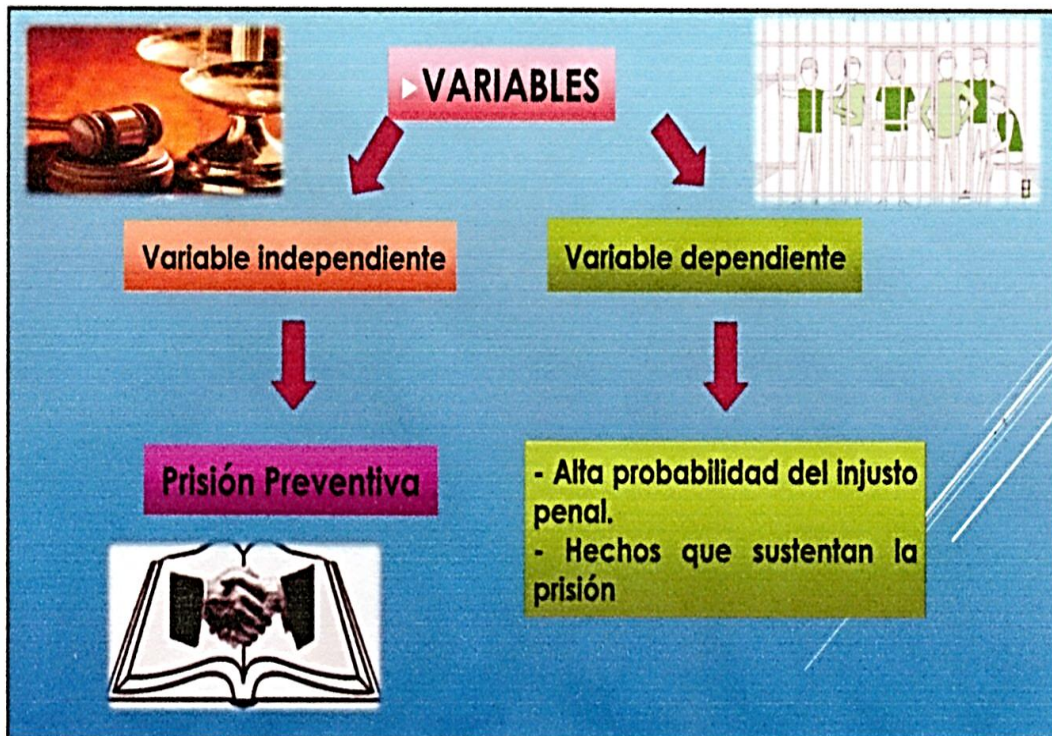 VARIABLES
Variable independiente
Variable dependiente
Prisión Preventiva
- Alta probabilidad del injusto
penal.
- Hechos que sustentan la
prisión